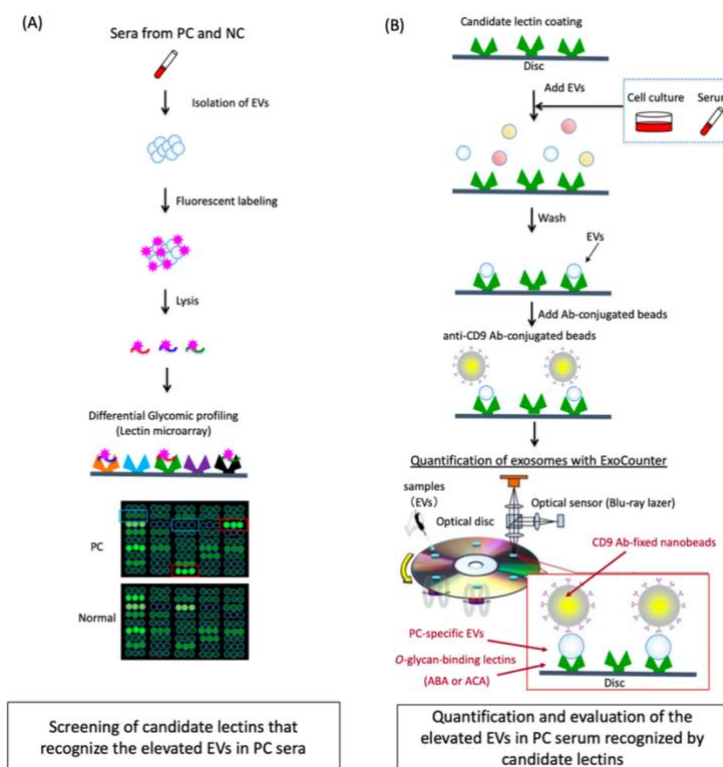 (A)
Sera from PC and NC
Isolation of EVs
Fluorescent labeling
Lysis
Differential Glycomic profiling
(Lectin microarray)
PC
Normal
Screening of candidate lectins that
recognize the elevated EVs in PC sera
(B)
Candidate lectin coating
Disc
Add EVs
Cell culture
Serum
Wash
EVs
Add Ab-conjugated beads
anti-CD9 Ab-conjugated beads
Quantification of exosomes with ExoCounter
samples
(EVs)
Optical disc
Optical sensor (Blu-ray lazer)
CD9 Ab-fixed nanobeads
PC-specific EVs
O-glycan-binding lectins
(ABA or ACA)
Disc
Quantification and evaluation of the
elevated EVs in PC serum recognized by
candidate lectins